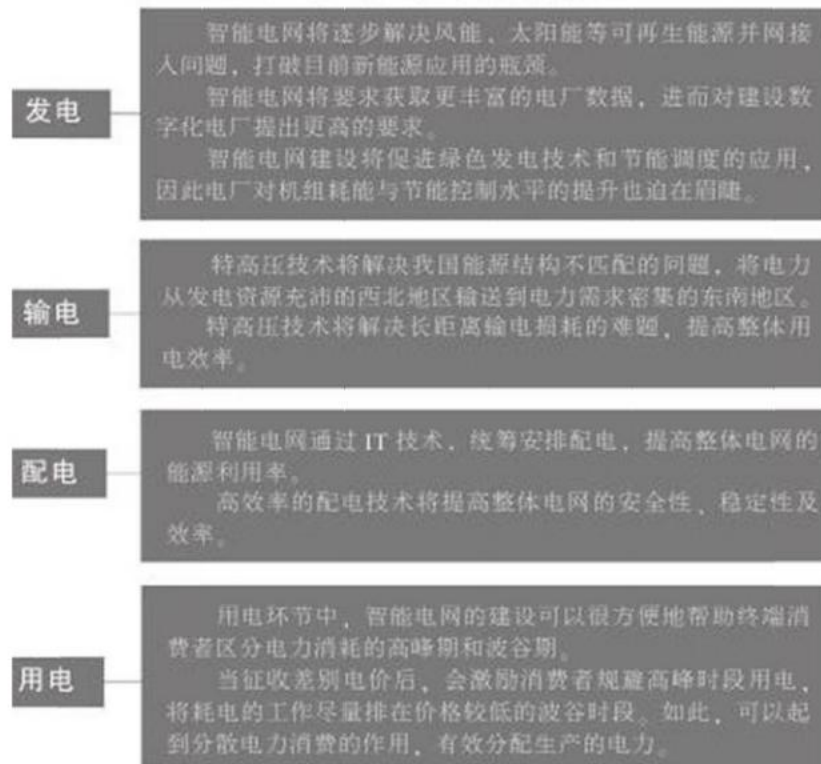 发电
智能电网将逐步解决风能、太阳能等可再生能源并网接
入问题，打破目前新能源应用的瓶颈。
智能电网将要求获取更丰富的电厂数据，进而对建设数
字化电厂提出更高的要求。
智能电网建设将促进绿色发电技术和节能调度的应用，
因此电厂对机组耗能与节能控制水平的提升也迫在眉睫。
输电
特高压技术将解决我国能源结构不匹配的问题，将电力
从发电资源充沛的西北地区输送到电力需求密集的东南地区。
特高压技术将解决长距离输电损耗的难题，提高整体用
电效率。
配电
智能电网通过 IT 技术，统筹安排配电，提高整体电网的
能源利用率。
高效率的配电技术将提高整体电网的安全性、稳定性及
效率。
用电
用电环节中，智能电网的建设可以很方便地帮助终端消
费者区分电力消耗的高峰期和波谷期。
当征收差别电价后，会激励消费者规避高峰时段用电，
将耗电的工作尽量排在价格较低的波谷时段。如此，可以起
到分散电力消费的作用，有效分配生产的电力。